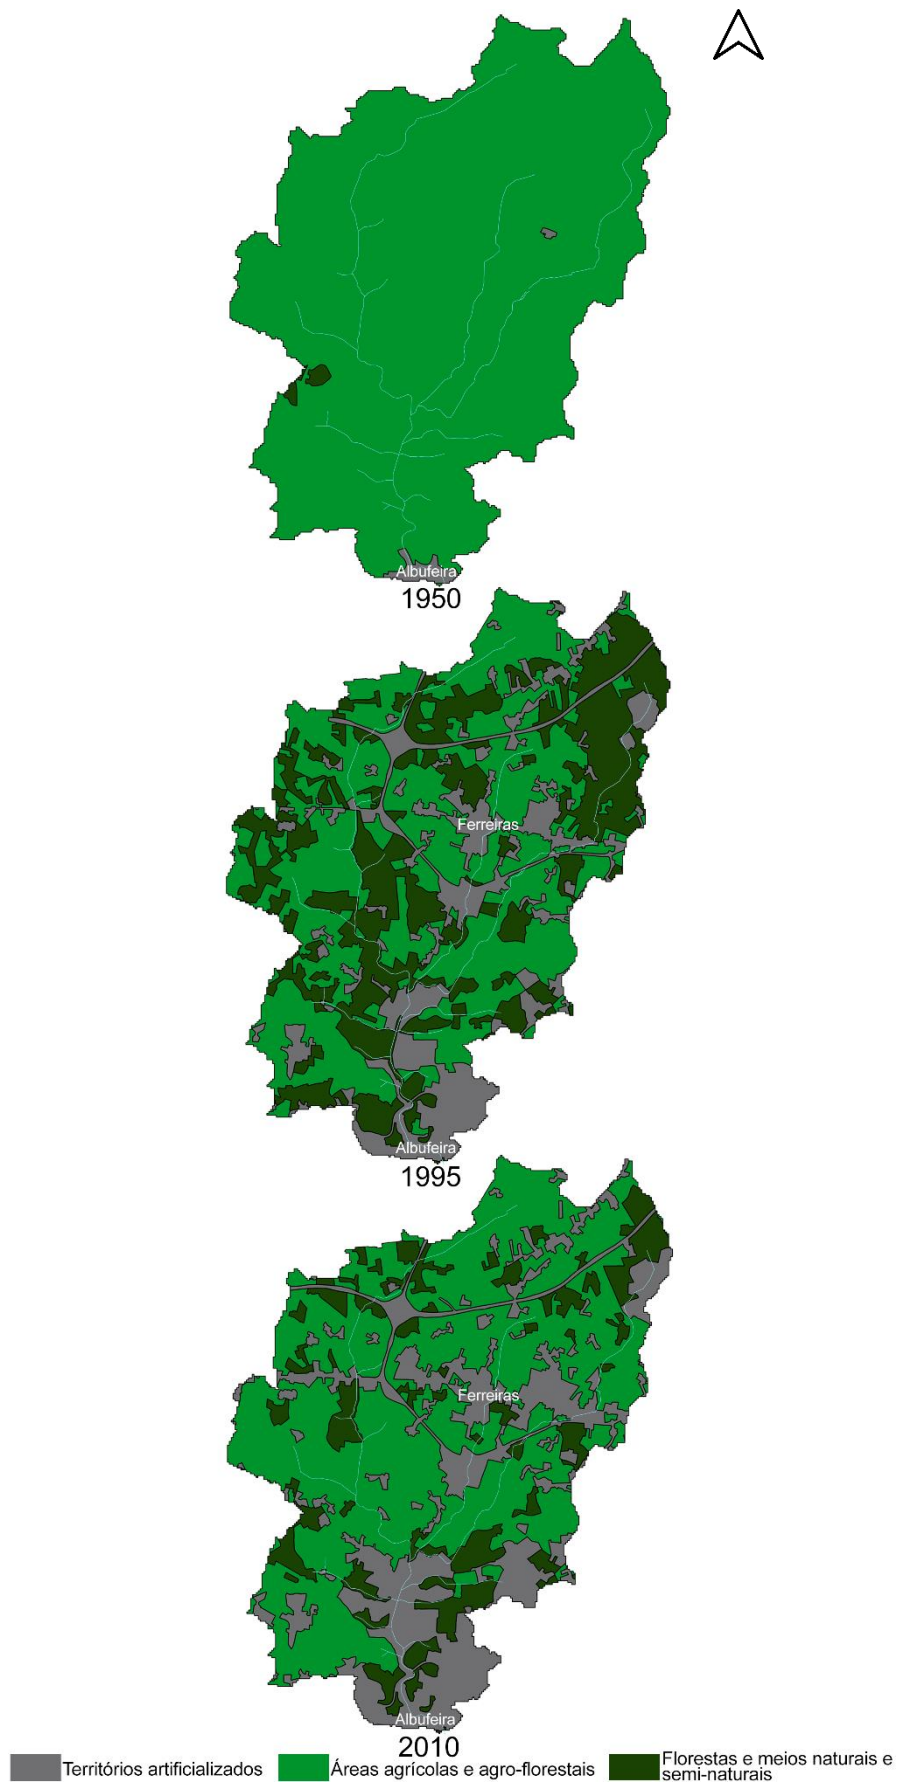 Albufeira
1950
Ferreiras
Albufeira
1995
Ferreiras
Albufeira
2010
Territórios artificializados
Áreas agrícolas e agro-florestais
Florestas e meios naturais e
semi-naturais